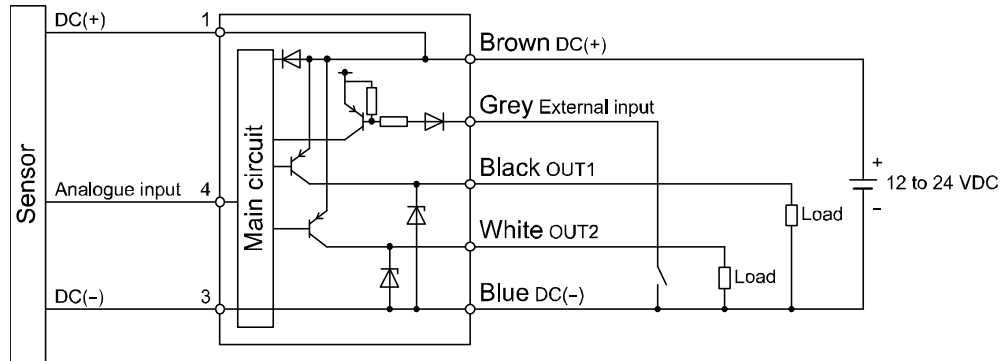 DC(+) 1
Brown DC(+)
Grey External input
Sensor
Analogue input 4
Main circuit
Black OUT1
+
12 to 24 VDC
–
Load
White OUT2
Load
DC(–) 3
Blue DC(–)